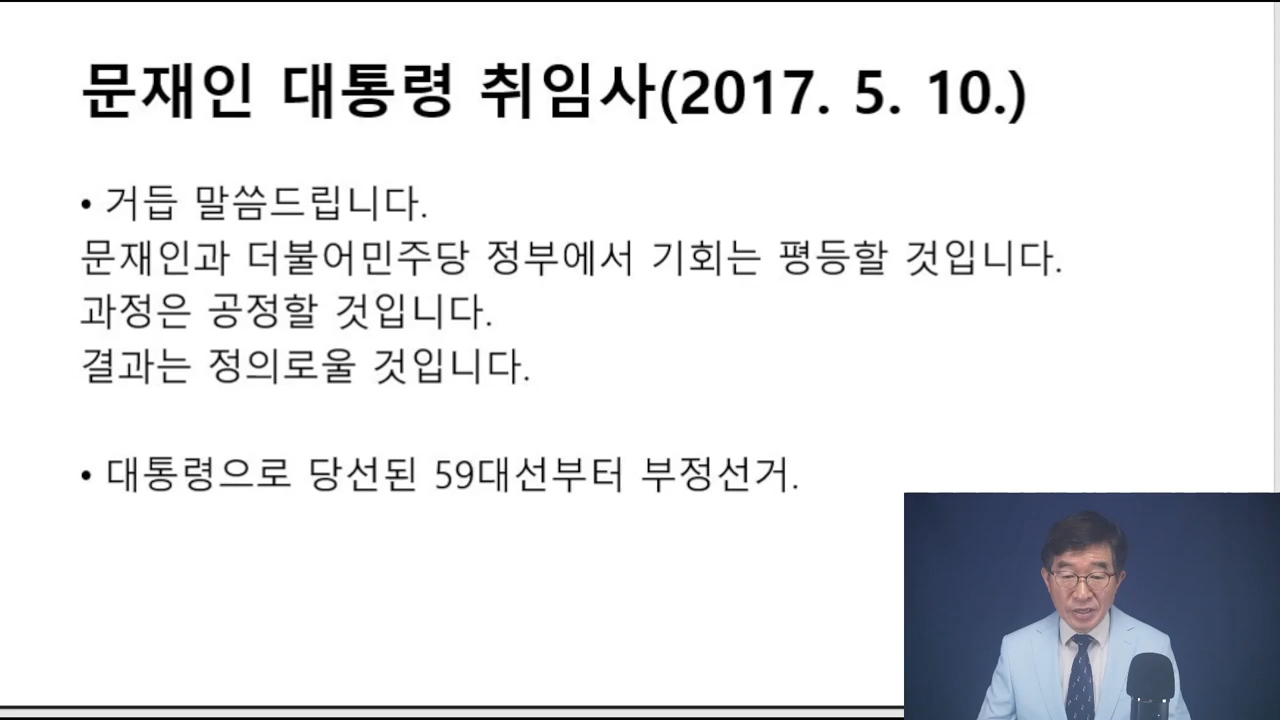 문재인 대통령 취임사(2017. 5. 10.)
• 거듭 말씀드립니다.
문재인과 더불어민주당 정부에서 기회는 평등할 것입니다.
과정은 공정할 것입니다.
결과는 정의로울 것입니다.
• 대통령으로 당선된 59대선부터 부정선거.